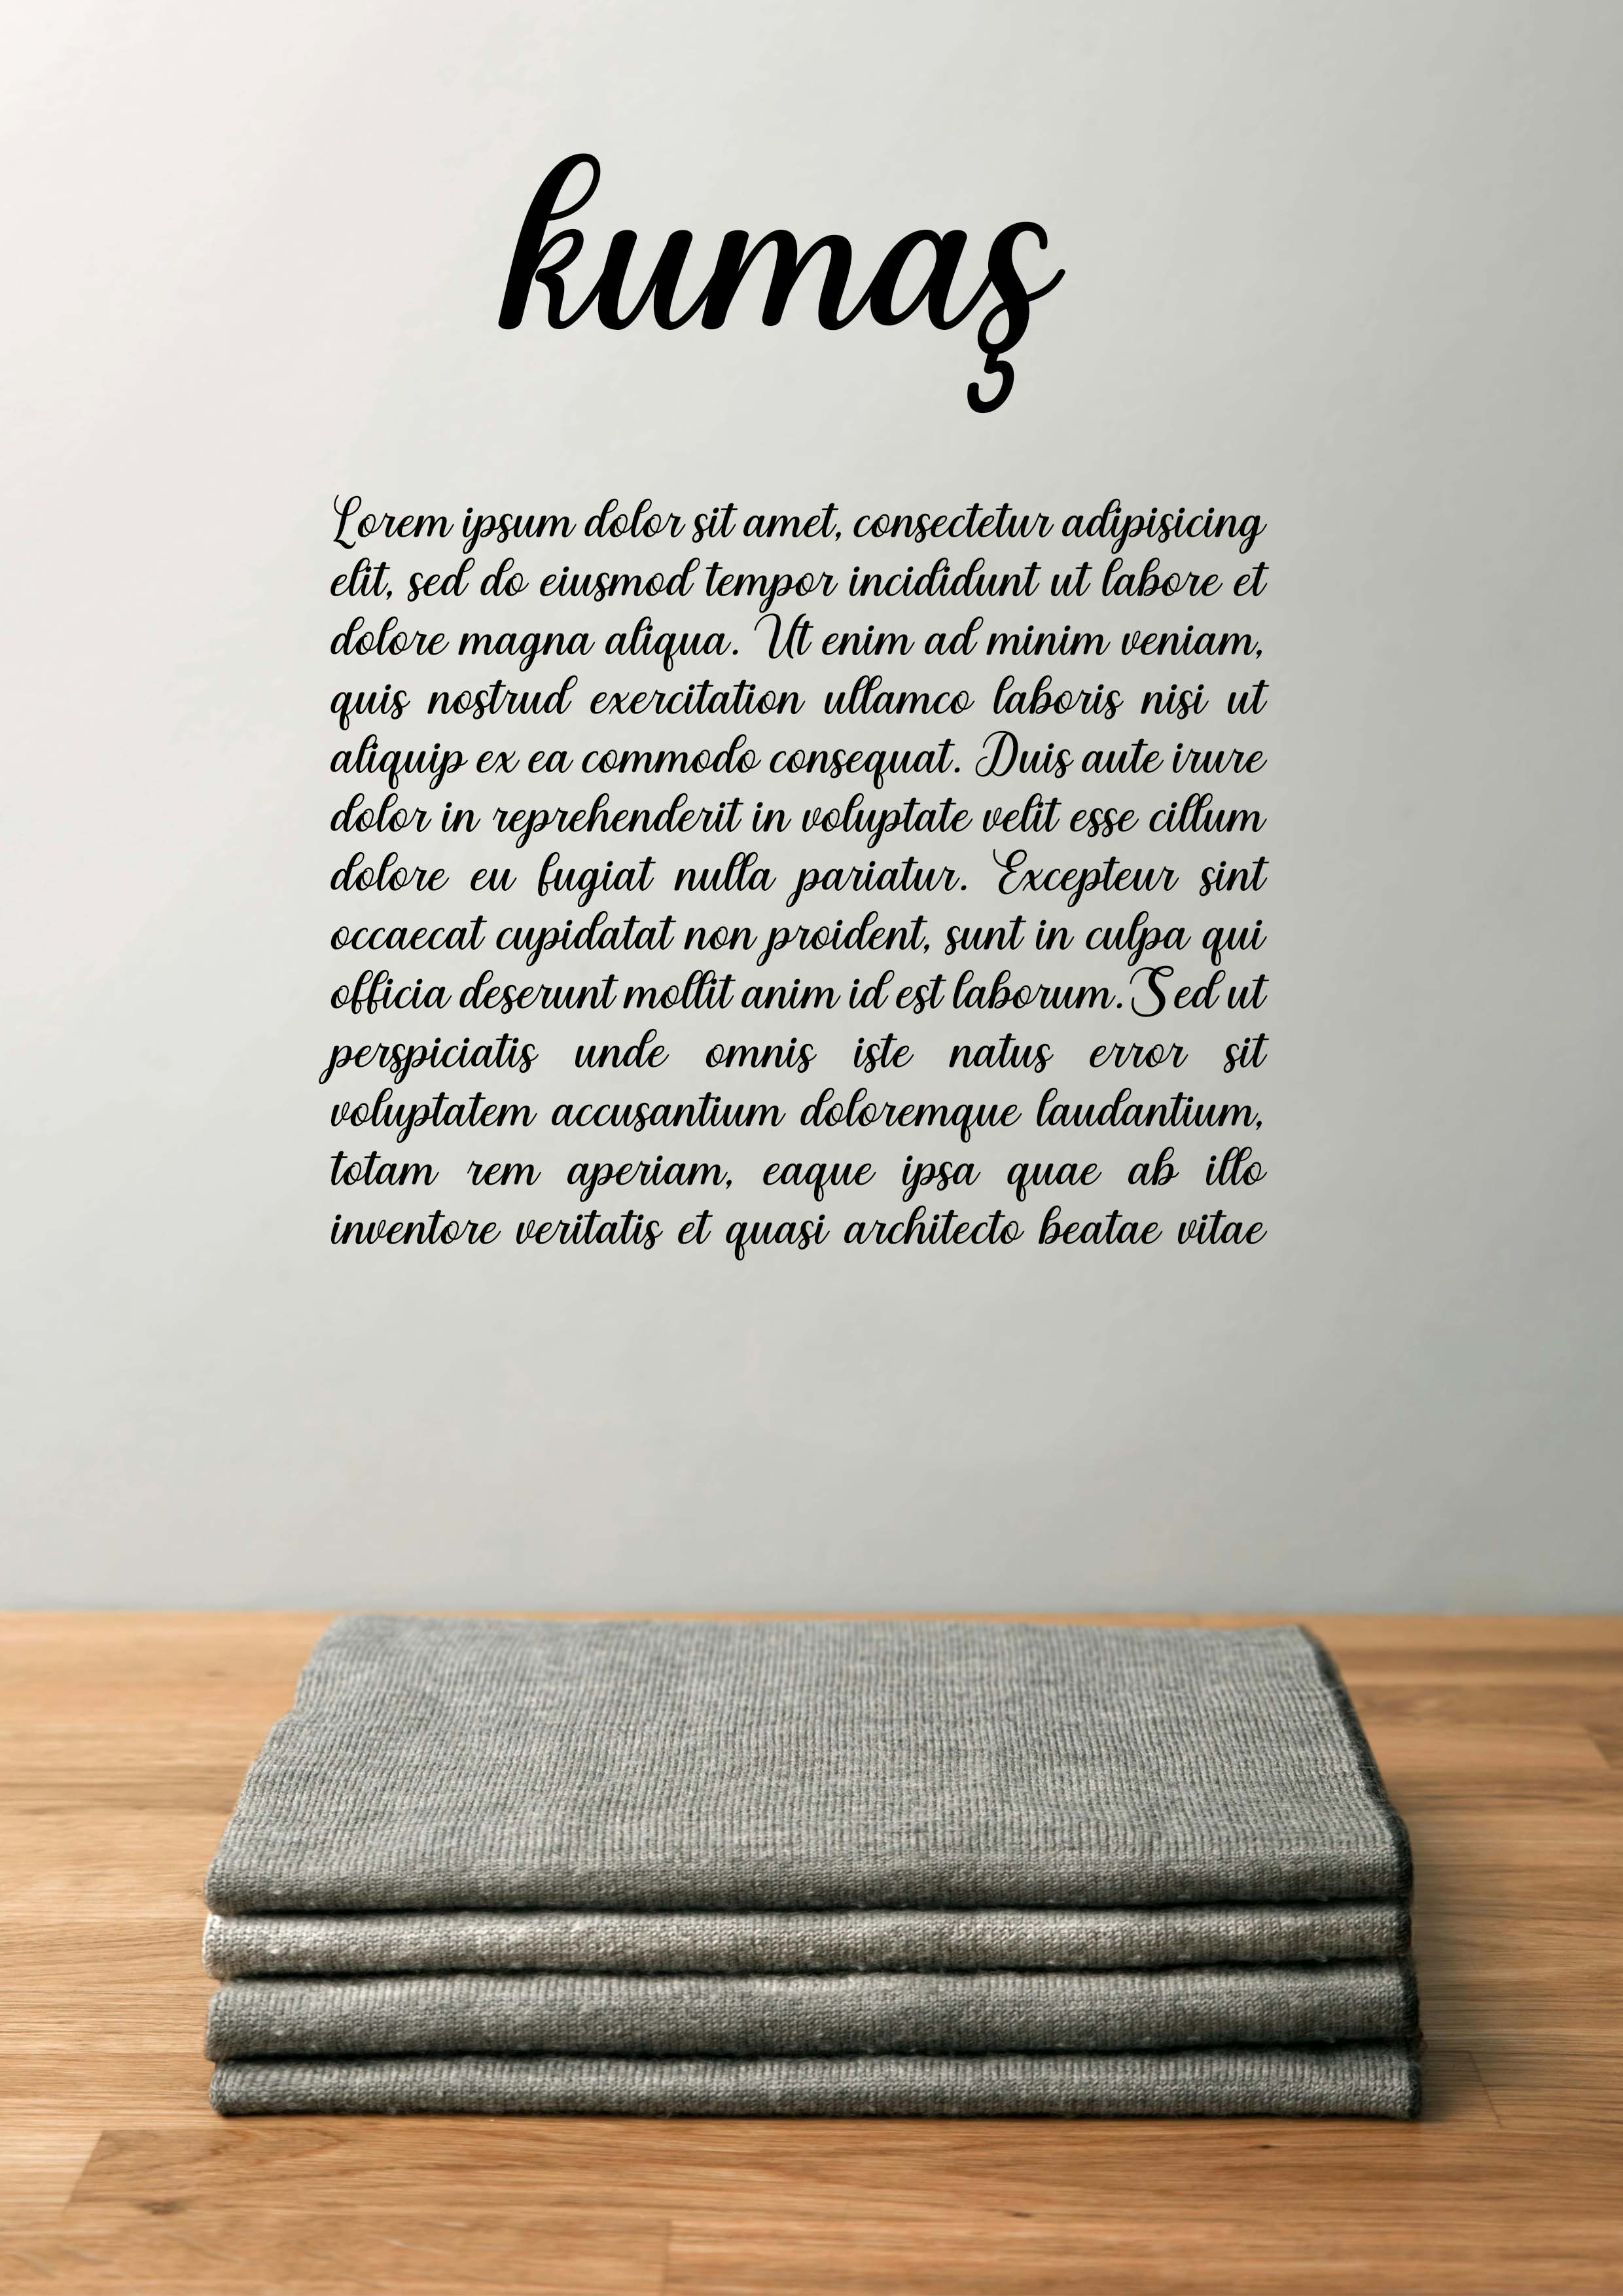 kumaş
Lorem ipsum dolor sit amet, consectetur adipisicing
elit, sed do eiusmod tempor incididunt ut labore et
dolore magna aliqua. Ut enim ad minim veniam,
quis nostrud exercitation ullamco laboris nisi ut
aliquip ex ea commodo consequat. Duis aute irure
dolor in reprehenderit in voluptate velit esse cillum
dolore eu fugiat nulla pariatur. Excepteur sint
occaecat cupidatat non proident, sunt in culpa qui
officia deserunt mollit anim id est laborum. Sed ut
perspiciatis unde omnis iste natus error sit
voluptatem accusantium doloremque laudantium,
totam rem aperiam, eaque ipsa quae ab illo
inventore veritatis et quasi architecto beatae vitae